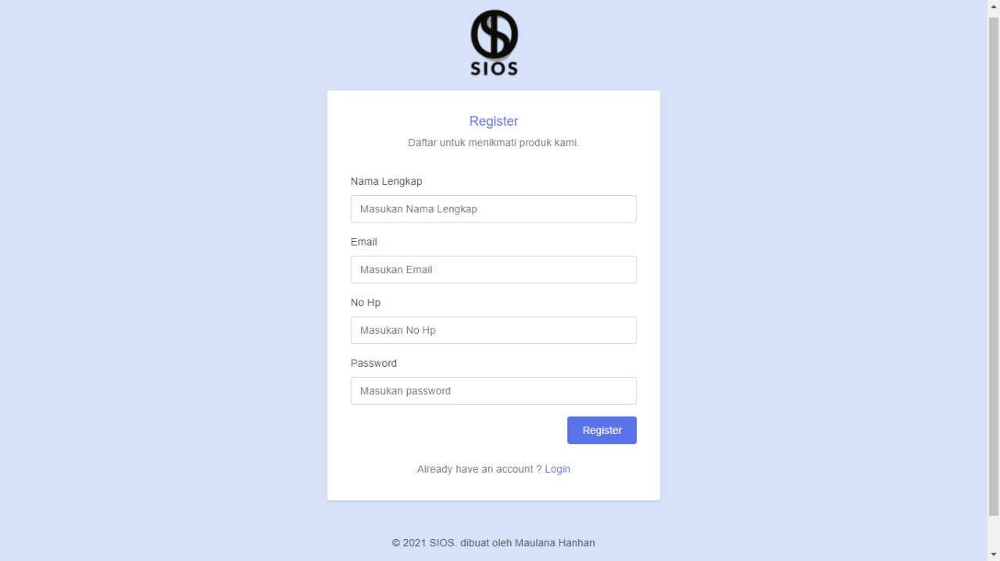 SIOS
Register
Daftar untuk menikmati produk kami.
Nama Lengkap
Masukan Nama Lengkap
Email
Masukan Email
No Hp
Masukan No Hp
Password
Masukan password
Register
Already have an account ? Login
© 2021 SIOS. dibuat oleh Maulana Hanhan